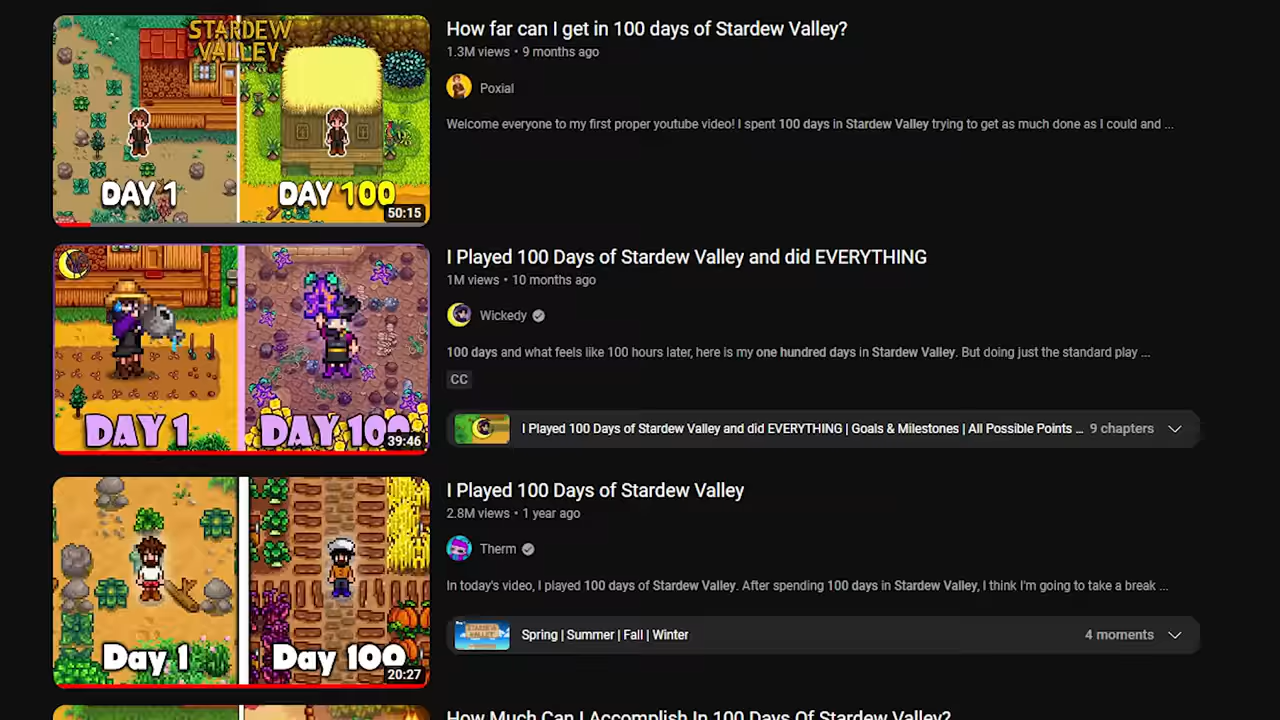 STARDEW
VALLEY
DAY 1
DAY 100
50:15
How far can I get in 100 days of Stardew Valley?
1.3M views • 9 months ago
Poxial
Welcome everyone to my first proper youtube video! I spent 100 days in Stardew Valley trying to get as much done as I could and ...
DAY 1
DAY 100
39:46
I Played 100 Days of Stardew Valley and did EVERYTHING
1M views • 10 months ago
Wickedy
100 days and what feels like 100 hours later, here is my one hundred days in Stardew Valley. But doing just the standard play ...
CC
I Played 100 Days of Stardew Valley and did EVERYTHING | Goals & Milestones | All Possible Points ... 9 chapters
Day 1
Day 100
20:27
I Played 100 Days of Stardew Valley
2.8M views • 1 year ago
Therm
In today's video, I played 100 days of Stardew Valley. After spending 100 days in Stardew Valley, I think I'm going to take a break ...
STARDEW
VALLEY
Spring | Summer | Fall | Winter 4 moments
How Much Can I Accomplish In 100 Days Of Stardew Valley?